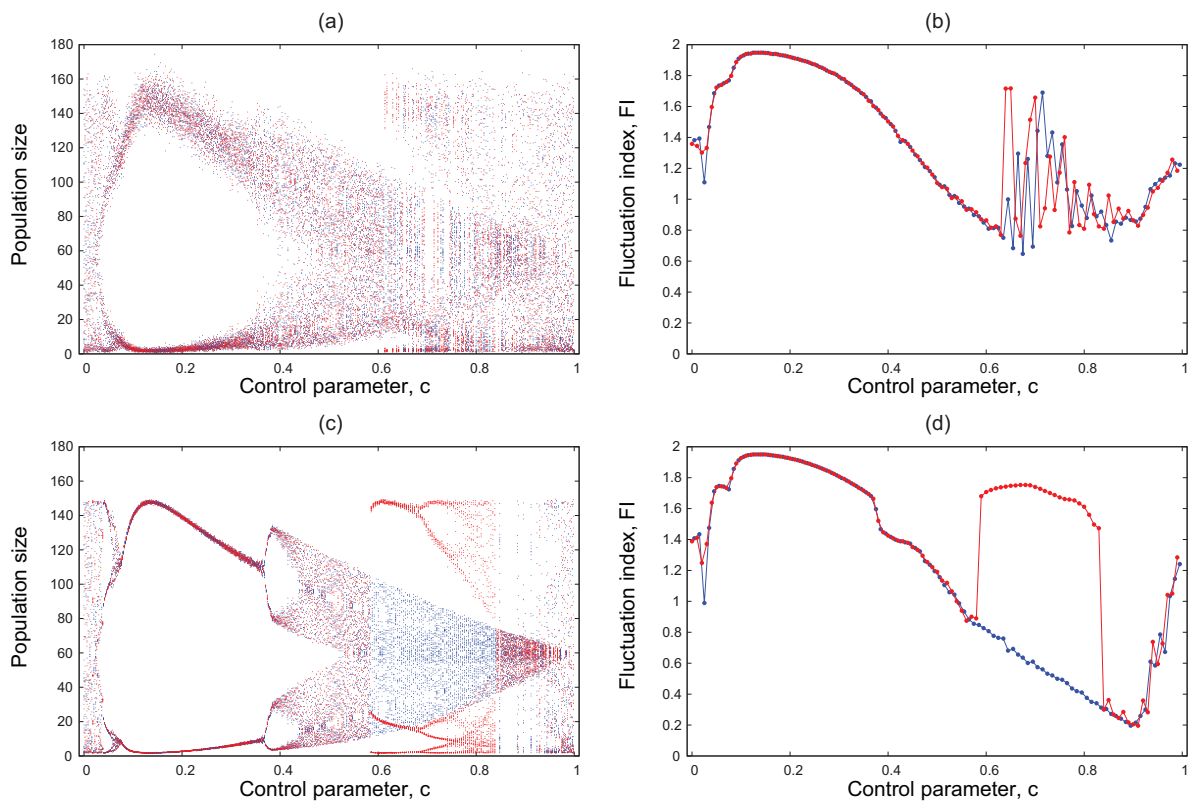 (a)
180
160
140
120
100
80
60
40
20
0
Population size
0 0.2 0.4 0.6 0.8 1
Control parameter, c
(b)
2
1.8
1.6
1.4
1.2
1
0.8
0.6
0.4
0.2
0
Fluctuation index, FI
0 0.2 0.4 0.6 0.8 1
Control parameter, c
(c)
180
160
140
120
100
80
60
40
20
0
Population size
0 0.2 0.4 0.6 0.8 1
Control parameter, c
(d)
2
1.8
1.6
1.4
1.2
1
0.8
0.6
0.4
0.2
0
Fluctuation index, FI
0 0.2 0.4 0.6 0.8 1
Control parameter, c